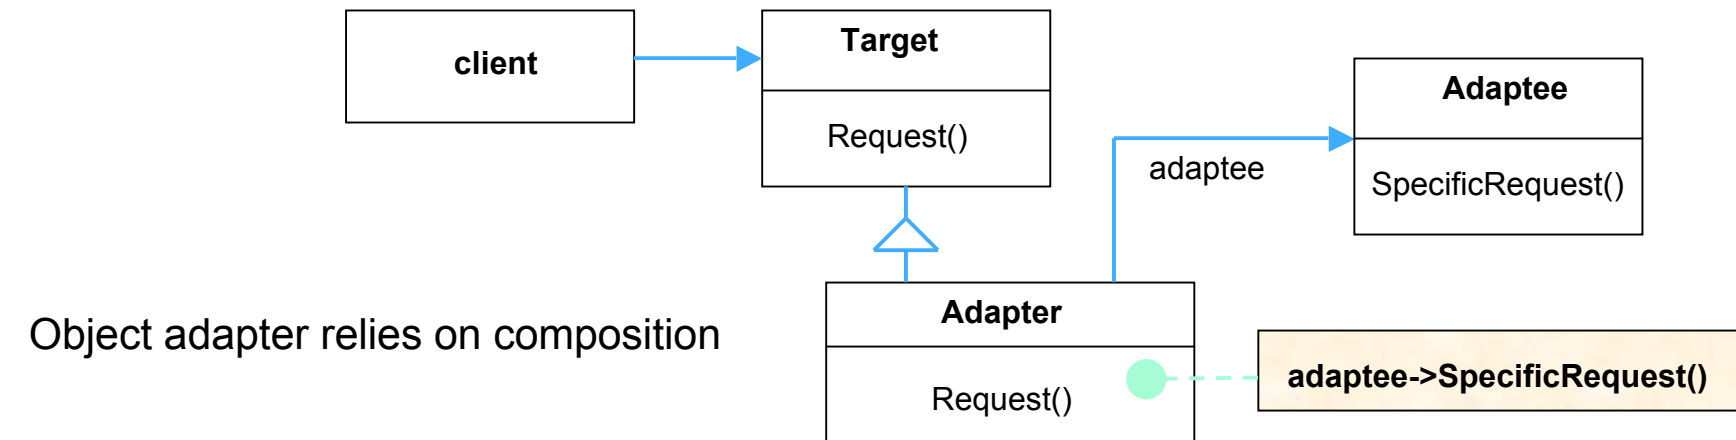 client
Target
Request()
Adaptee
SpecificRequest()
adaptee
Adapter
Request()
adaptee->SpecificRequest()
Object adapter relies on composition